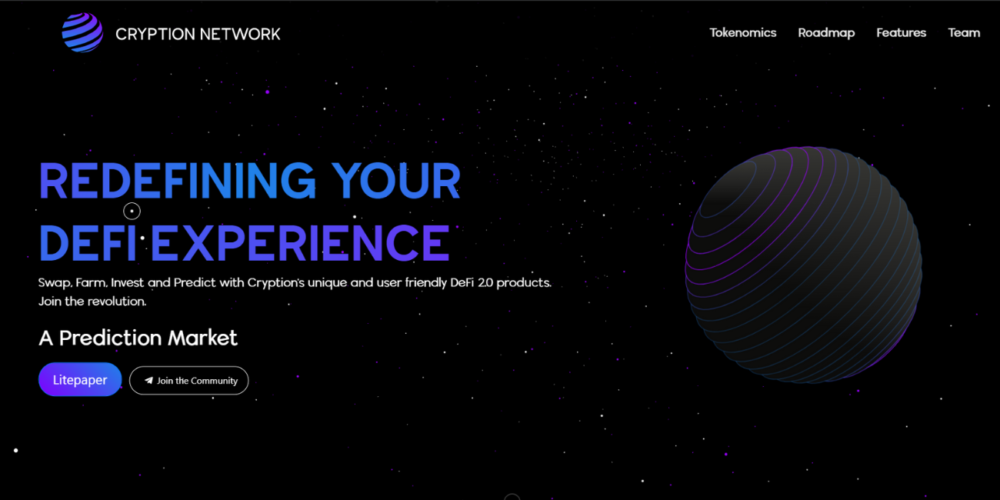 CRYPTION NETWORK
Tokenomics Roadmap Features Team
REDEFINING YOUR
DEFI EXPERIENCE
Swap, Farm, Invest and Predict with Cryption's unique and user friendly DeFi 2.0 products.
Join the revolution.
A Prediction Market
Litepaper
Join the Community